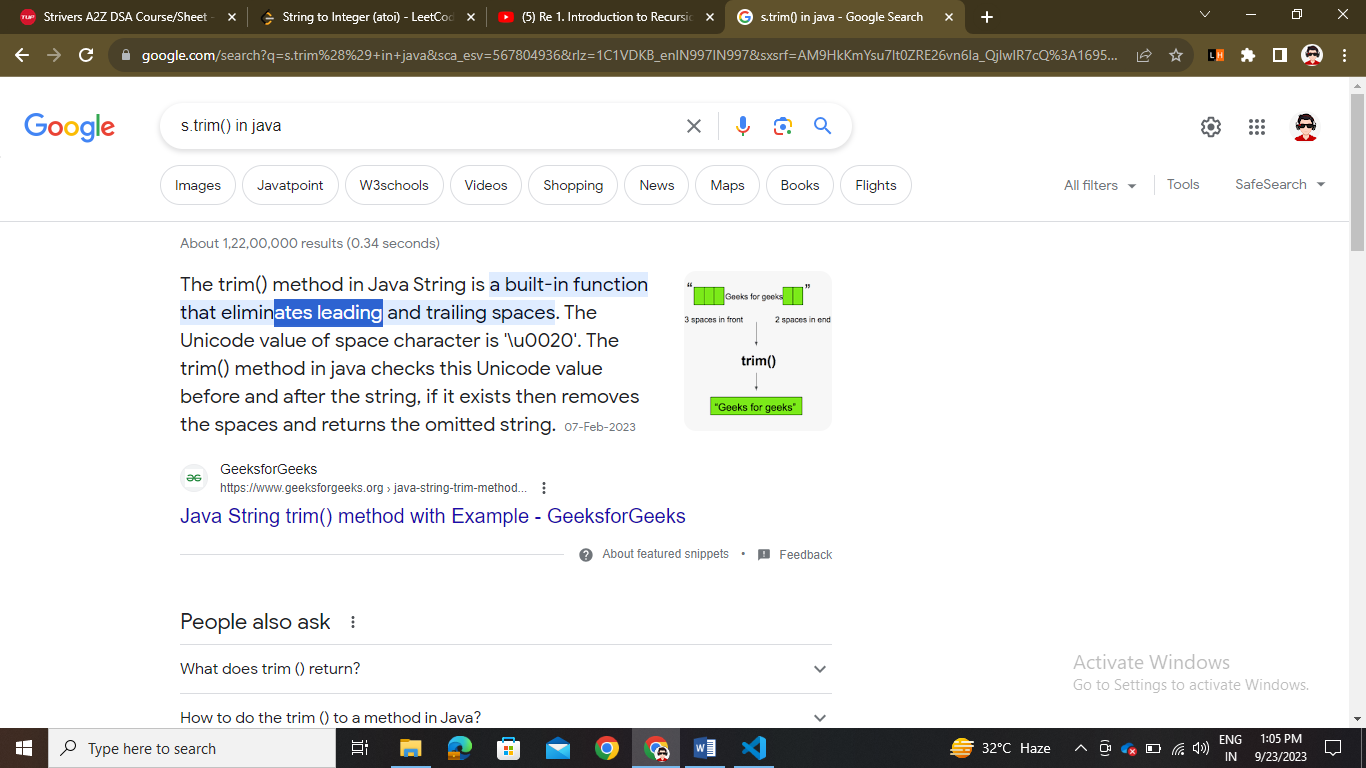 Strivers A2Z DSA Course/Sheet -
String to Integer (atoi) - LeetCod
(5) Re 1. Introduction to Recursio
s.trim() in java - Google Search
google.com/search?q=s.trim%28%29+in+java&sca_esv=567804936&rlz=1C1VDKB_enIN997IN997&sxsrf=AM9HkKmYsu7It0ZRE26vn6Ia_QjlwlR7cQ%3A1695...
Google
s.trim() in java
Images
Javatpoint
W3schools
Videos
Shopping
News
Maps
Books
Flights
All filters
Tools
SafeSearch
About 1,22,00,000 results (0.34 seconds)
The trim() method in Java String is a built-in function
that eliminates leading and trailing spaces. The
Unicode value of space character is '\u0020'. The
trim() method in java checks this Unicode value
before and after the string, if it exists then removes
the spaces and returns the omitted string. 07-Feb-2023
“ Geeks for geeks ”
3 spaces in front 2 spaces in end
trim()
“Geeks for geeks”
GeeksforGeeks
https://www.geeksforgeeks.org › java-string-trim-method...
Java String trim() method with Example - GeeksforGeeks
About featured snippets • Feedback
People also ask
What does trim () return?
How to do the trim () to a method in Java?
Activate Windows
Go to Settings to activate Windows.
Type here to search
32°C Haze
ENG
IN
1:05 PM
9/23/2023